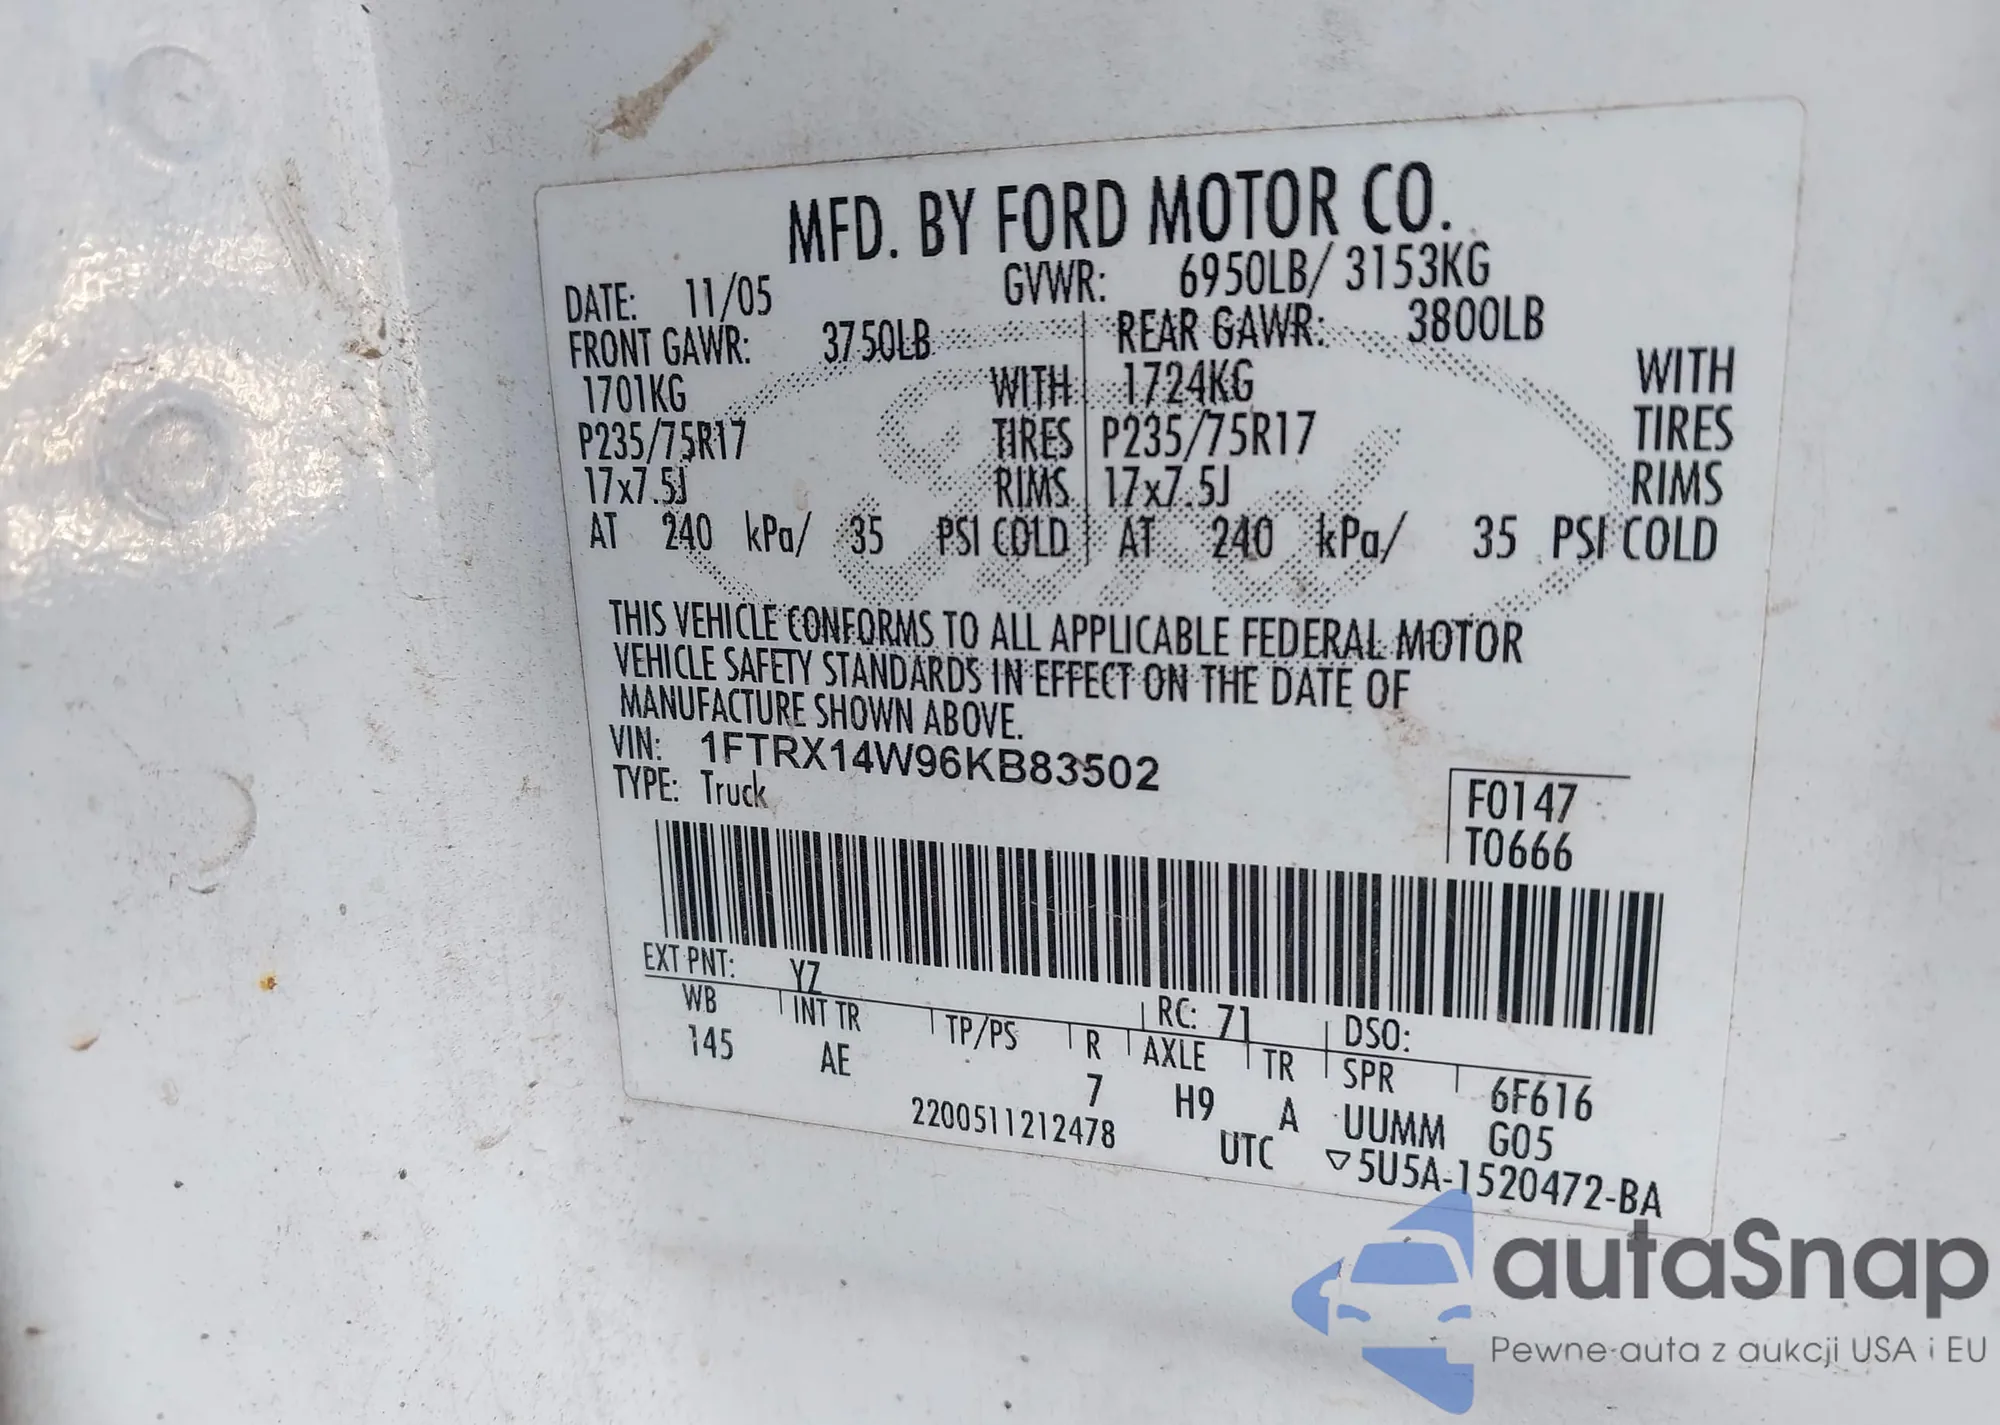 MFD. BY FORD MOTOR CO.
DATE: 11/05 GVWR: 6950LB/ 3153KG
FRONT GAWR: 3750LB REAR GAWR: 3800LB
1701KG WITH 1724KG WITH
P235/75R17 TIRES P235/75R17 TIRES
17x7.5J RIMS 17x7.5J RIMS
AT 240 kPa/ 35 PSI COLD AT 240 kPa/ 35 PSI COLD
THIS VEHICLE CONFORMS TO ALL APPLICABLE FEDERAL MOTOR
VEHICLE SAFETY STANDARDS IN EFFECT ON THE DATE OF
MANUFACTURE SHOWN ABOVE.
VIN: 1FTRX14W96KB83502
TYPE: Truck
F0147
T0666
EXT PNT: YZ RC: 71 DSO:
WB INT TR TP/PS R AXLE TR SPR 6F616
145 AE 7 H9 A UUMM G05
2200511212478 UTC ▽5U5A-1520472-BA
Ford
autaSnap
Pewne auta z aukcji USA i EU